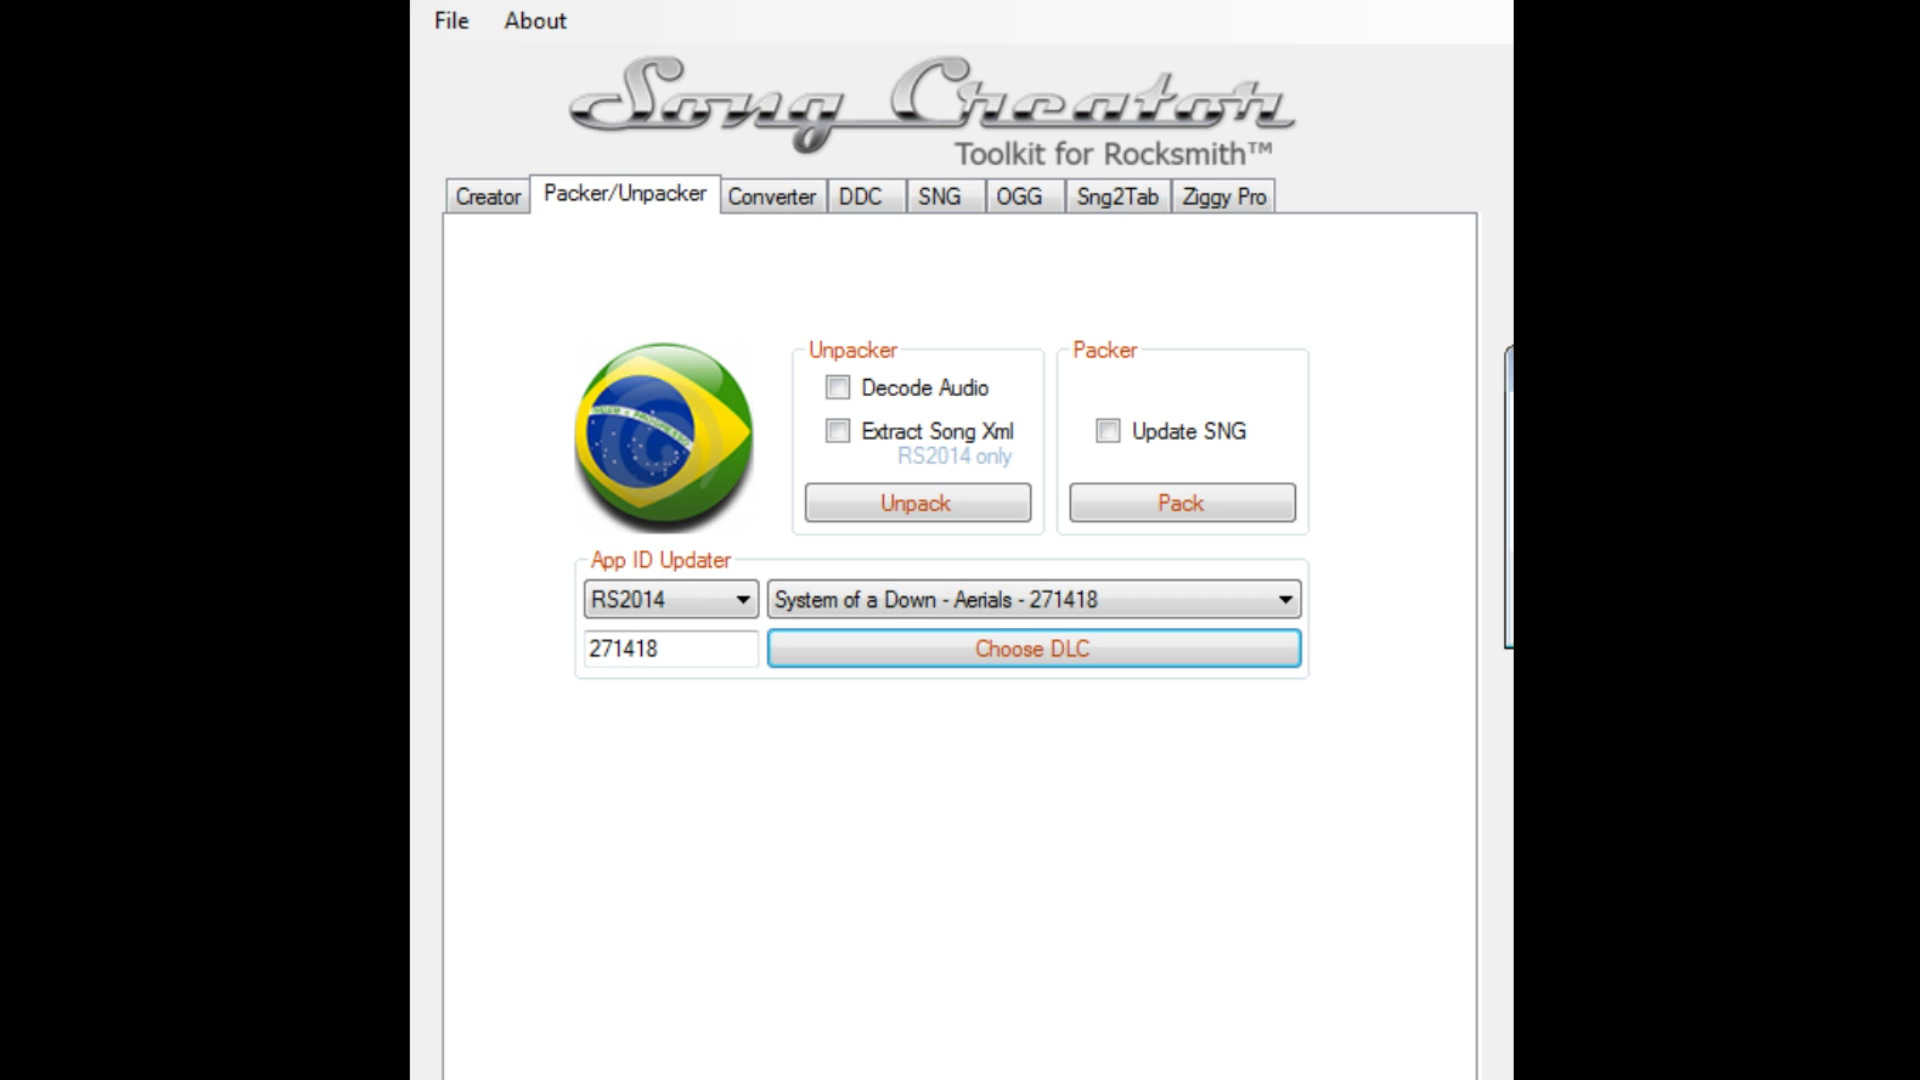 File About
Song Creator
Toolkit for Rocksmith™
Creator Packer/Unpacker Converter DDC SNG OGG Sng2Tab Ziggy Pro
Unpacker
Packer
Decode Audio
Extract Song Xml
RS2014 only
Update SNG
Unpack
Pack
App ID Updater
RS2014
System of a Down - Aerials - 271418
271418
Choose DLC